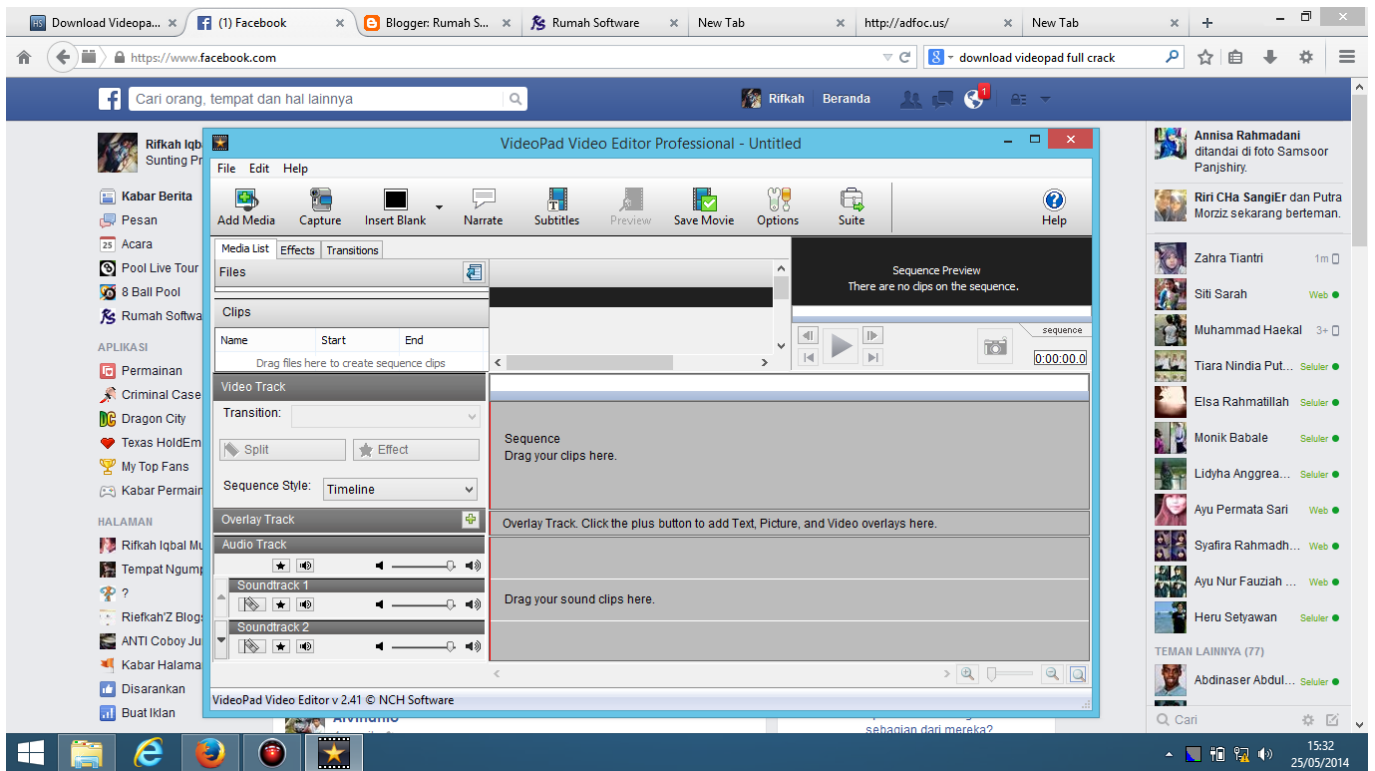 Download Videopa...
(1) Facebook
Blogger: Rumah S...
Rumah Software
New Tab
http://adfoc.us/
New Tab
https://www.facebook.com
download videopad full crack
Cari orang, tempat dan hal lainnya
Rifkah
Beranda
1
Rifkah Iqb
Sunting Pr
Kabar Berita
Pesan
25 Acara
Pool Live Tour
8 Ball Pool
Rumah Softwa
APLIKASI
Permainan
Criminal Case
Dragon City
Texas HoldEm
My Top Fans
Kabar Permain
HALAMAN
Rifkah Iqbal Mu
Tempat Ngump
?
Riefkah'Z Blog
ANTI Coboy Ju
Kabar Halama
Disarankan
Buat Iklan
VideoPad Video Editor Professional - Untitled
File Edit Help
Add Media
Capture
Insert Blank
Narrate
Subtitles
Preview
Save Movie
Options
Suite
Help
Media List
Effects
Transitions
Files
Clips
Name Start End
Drag files here to create sequence clips
Sequence Preview
There are no clips on the sequence.
sequence
0:00:00.0
Video Track
Transition:
Split
Effect
Sequence Style: Timeline
Sequence
Drag your clips here.
Overlay Track
Overlay Track. Click the plus button to add Text, Picture, and Video overlays here.
Audio Track
Soundtrack 1
Drag your sound clips here.
Soundtrack 2
VideoPad Video Editor v 2.41 © NCH Software
sebagian dari mereka?
Annisa Rahmadani
ditandai di foto Samsoor
Panjshiry.
Riri CHa SangiEr dan Putra
Morziz sekarang berteman.
Zahra Tiantri 1m
Siti Sarah Web
Muhammad Haekal 3+
Tiara Nindia Put... Seluler
Elsa Rahmatillah Seluler
Monik Babale Seluler
Lidyha Anggrea... Seluler
Ayu Permata Sari Web
Syafira Rahmadh... Web
Ayu Nur Fauziah ... Web
Heru Setyawan Seluler
TEMAN LAINNYA (77)
Abdinaser Abdul... Seluler
Cari
15:32
25/05/2014